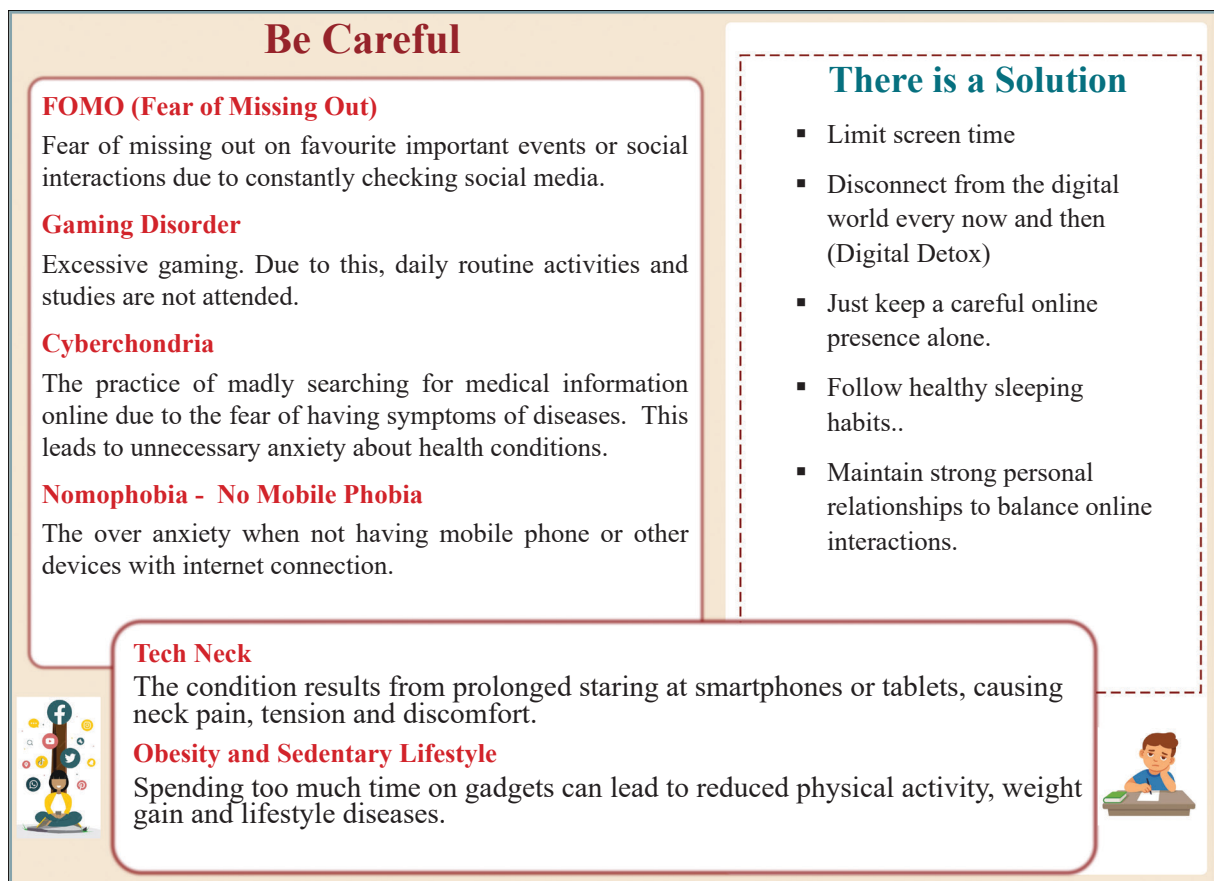 Be Careful
FOMO (Fear of Missing Out)
Fear of missing out on favourite important events or social
interactions due to constantly checking social media.
Gaming Disorder
Excessive gaming. Due to this, daily routine activities and
studies are not attended.
Cyberchondria
The practice of madly searching for medical information
online due to the fear of having symptoms of diseases. This
leads to unnecessary anxiety about health conditions.
Nomophobia - No Mobile Phobia
The over anxiety when not having mobile phone or other
devices with internet connection.
Tech Neck
The condition results from prolonged staring at smartphones or tablets, causing
neck pain, tension and discomfort.
Obesity and Sedentary Lifestyle
Spending too much time on gadgets can lead to reduced physical activity, weight
gain and lifestyle diseases.
There is a Solution
▪ Limit screen time
▪ Disconnect from the digital
world every now and then
(Digital Detox)
▪ Just keep a careful online
presence alone.
▪ Follow healthy sleeping
habits..
▪ Maintain strong personal
relationships to balance online
interactions.